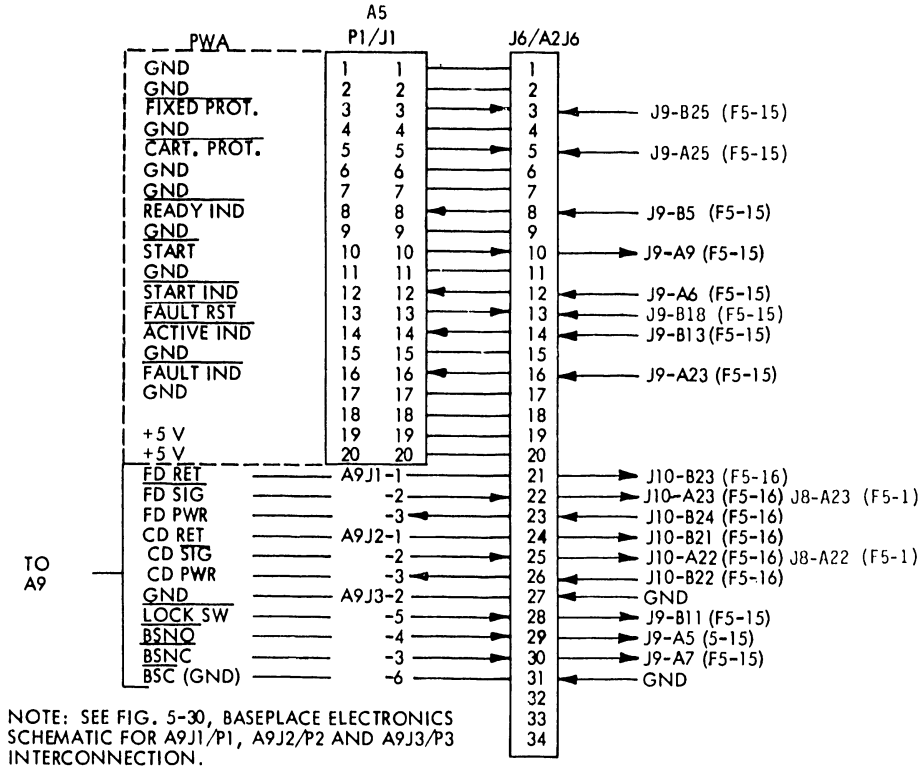 A5
PWA P1/J1 J6/A2J6
GND 1 1 1
GND 2 2 2
FIXED PROT. 3 3 3 J9-B25 (F5-15)
GND 4 4 4
CART. PROT. 5 5 5 J9-A25 (F5-15)
GND 6 6 6
GND 7 7 7
READY IND 8 8 8 J9-B5 (F5-15)
GND 9 9 9
START 10 10 10 J9-A9 (F5-15)
GND 11 11 11
START IND 12 12 12 J9-A6 (F5-15)
FAULT RST 13 13 13 J9-B18 (F5-15)
ACTIVE IND 14 14 14 J9-B13(F5-15)
GND 15 15 15
FAULT IND 16 16 16 J9-A23 (F5-15)
GND 17 17 17
18 18 18
+5 V 19 19 19
+5 V 20 20 20
FD RET A9J1-1 21 J10-B23 (F5-16)
FD SIG -2 22 J10-A23 (F5-16) J8-A23 (F5-1)
FD PWR -3 23 J10-B24 (F5-16)
CD RET A9J2-1 24 J10-B21 (F5-16)
CD SIG -2 25 J10-A22 (F5-16) J8-A22 (F5-1)
CD PWR -3 26 J10-B22 (F5-16)
GND A9J3-2 27 GND
LOCK SW -5 28 J9-B11 (F5-15)
BSNO -4 29 J9-A5 (5-15)
BSNC -3 30 J9-A7 (F5-15)
BSC (GND) -6 31 GND
32
33
34
TO
A9
NOTE: SEE FIG. 5-30, BASEPLACE ELECTRONICS
SCHEMATIC FOR A9J1/P1, A9J2/P2 AND A9J3/P3
INTERCONNECTION.